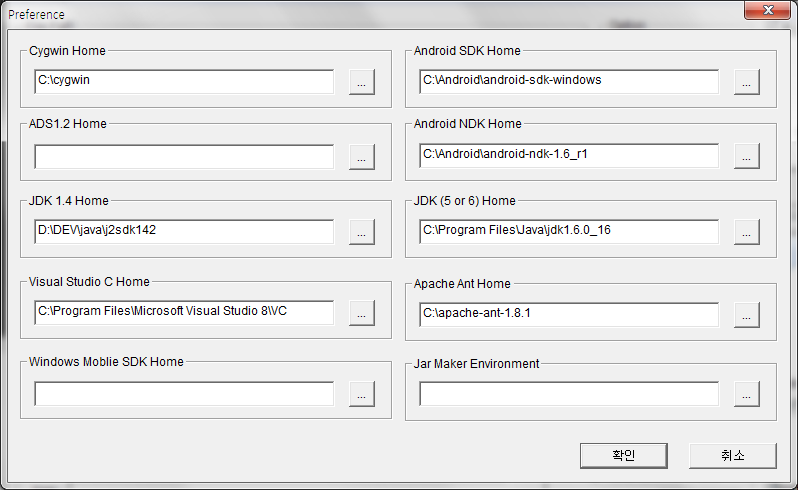 Preference
Cygwin Home
C:\cygwin
...
ADS1.2 Home
...
JDK 1.4 Home
D:\DEV\java\j2sdk142
...
Visual Studio C Home
C:\Program Files\Microsoft Visual Studio 8\VC
...
Windows Moblie SDK Home
...
Android SDK Home
C:\Android\android-sdk-windows
...
Android NDK Home
C:\Android\android-ndk-1.6_r1
...
JDK (5 or 6) Home
C:\Program Files\Java\jdk1.6.0_16
...
Apache Ant Home
C:\apache-ant-1.8.1
...
Jar Maker Environment
...
확인
취소